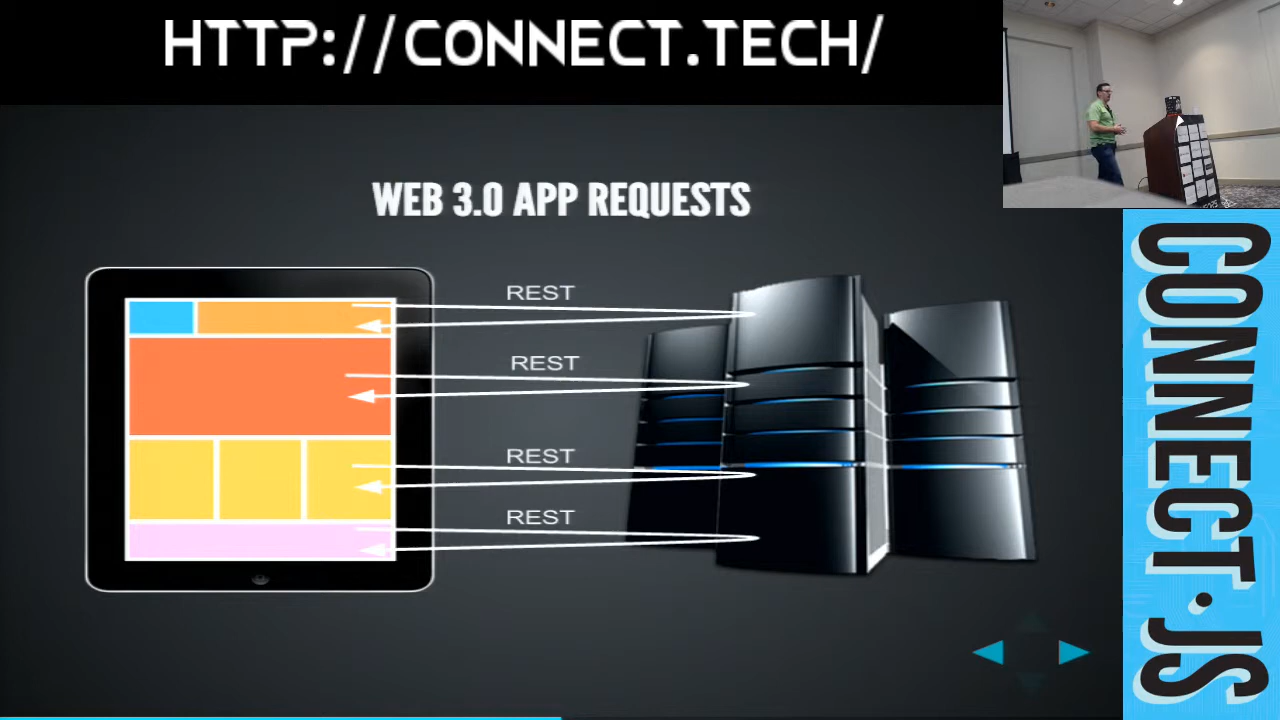 HTTP://CONNECT.TECH/
WEB 3.0 APP REQUESTS
REST
REST
REST
REST
CONNECT·JS